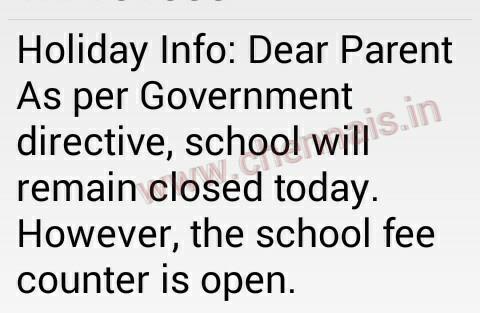 Holiday Info: Dear Parent
As per Government
directive, school will
remain closed today.
However, the school fee
counter is open.
www.chennais.in